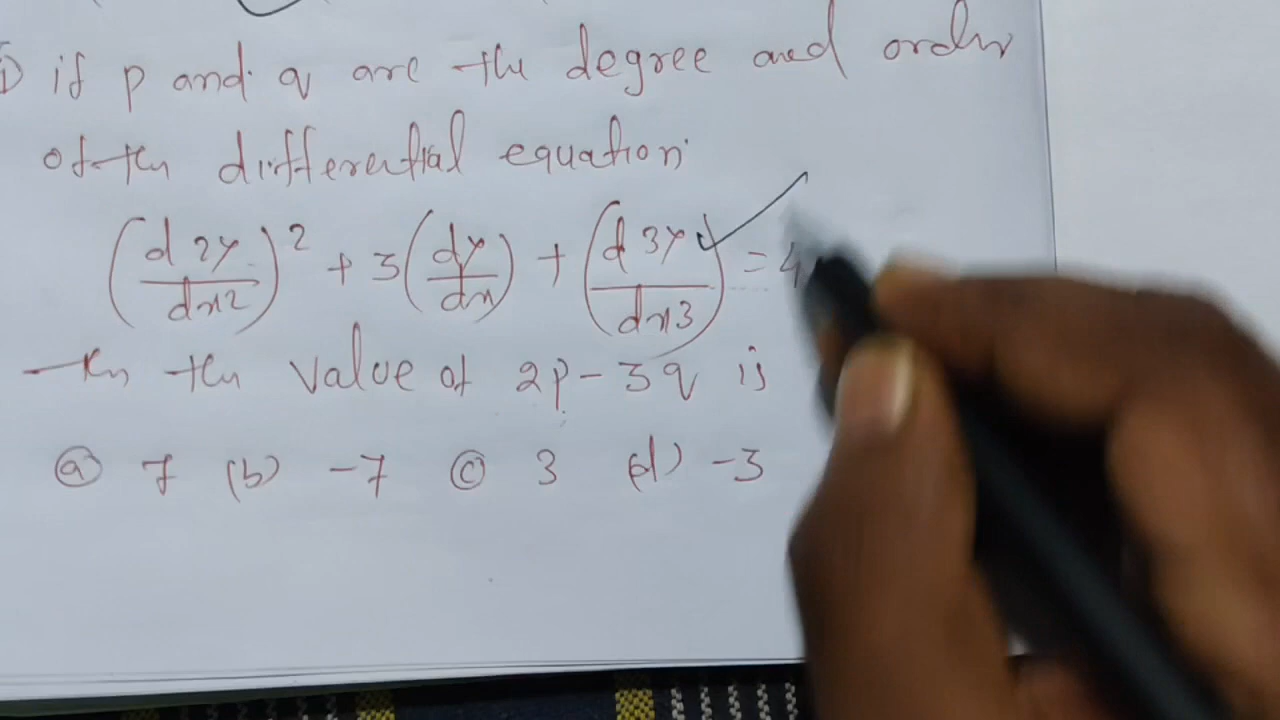 i) if p and q are the degree and order
of the differential equation
(d2y/dx2)2 + 3(dy/dx) + (d3y/dx3) = 4
then the value of 2p-3q is
(a) 7 (b) -7 (c) 3 (d) -3